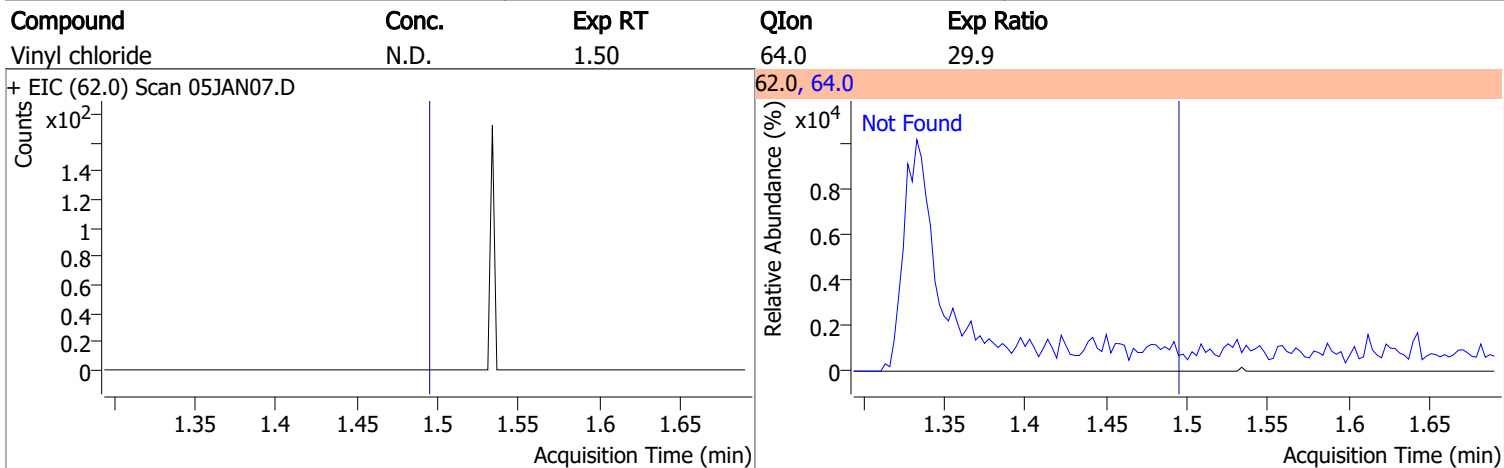 Compound Conc. Exp RT QIon Exp Ratio
Vinyl chloride N.D. 1.50 64.0 29.9
+ EIC (62.0) Scan 05JAN07.D
Counts
x10²
1.4
1.2
1
0.8
0.6
0.4
0.2
0
1.35 1.4 1.45 1.5 1.55 1.6 1.65
Acquisition Time (min)
62.0, 64.0
Relative Abundance (%)
x10⁴
Not Found
0.8
0.6
0.4
0.2
0
1.35 1.4 1.45 1.5 1.55 1.6 1.65
Acquisition Time (min)